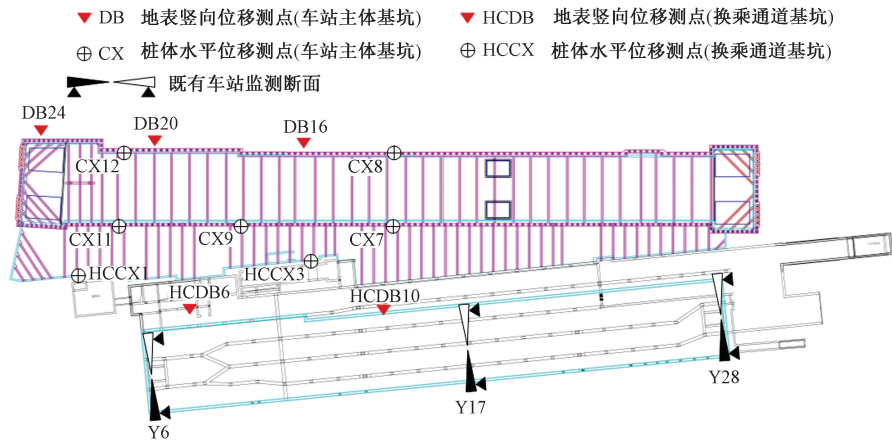 DB 地表竖向位移测点(车站主体基坑)
HCDB 地表竖向位移测点(换乘通道基坑)
CX 桩体水平位移测点(车站主体基坑)
HCCX 桩体水平位移测点(换乘通道基坑)
既有车站监测断面
DB24
DB20
DB16
CX12
CX8
CX11
CX9
CX7
HCCX1
HCCX3
HCDB6
HCDB10
Y28
Y17
Y6